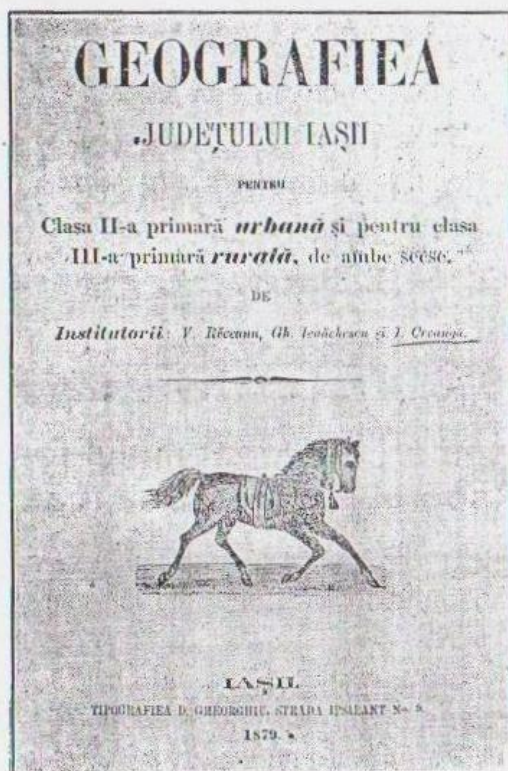 GEOGRAFIEA
JUDEȚULUI IAȘII
PENTRU
Clasa II-a primară urbană și pentru clasa
III-a primară rurală, de ambe secse.
DE
Institutorii: V. Răceanu, Gh. Ienăchescu și I. Creangă.
IAȘII.
TIPOGRAFIEA D. GHEORGHIU, STRADA IPSILANT No 9.
1879.